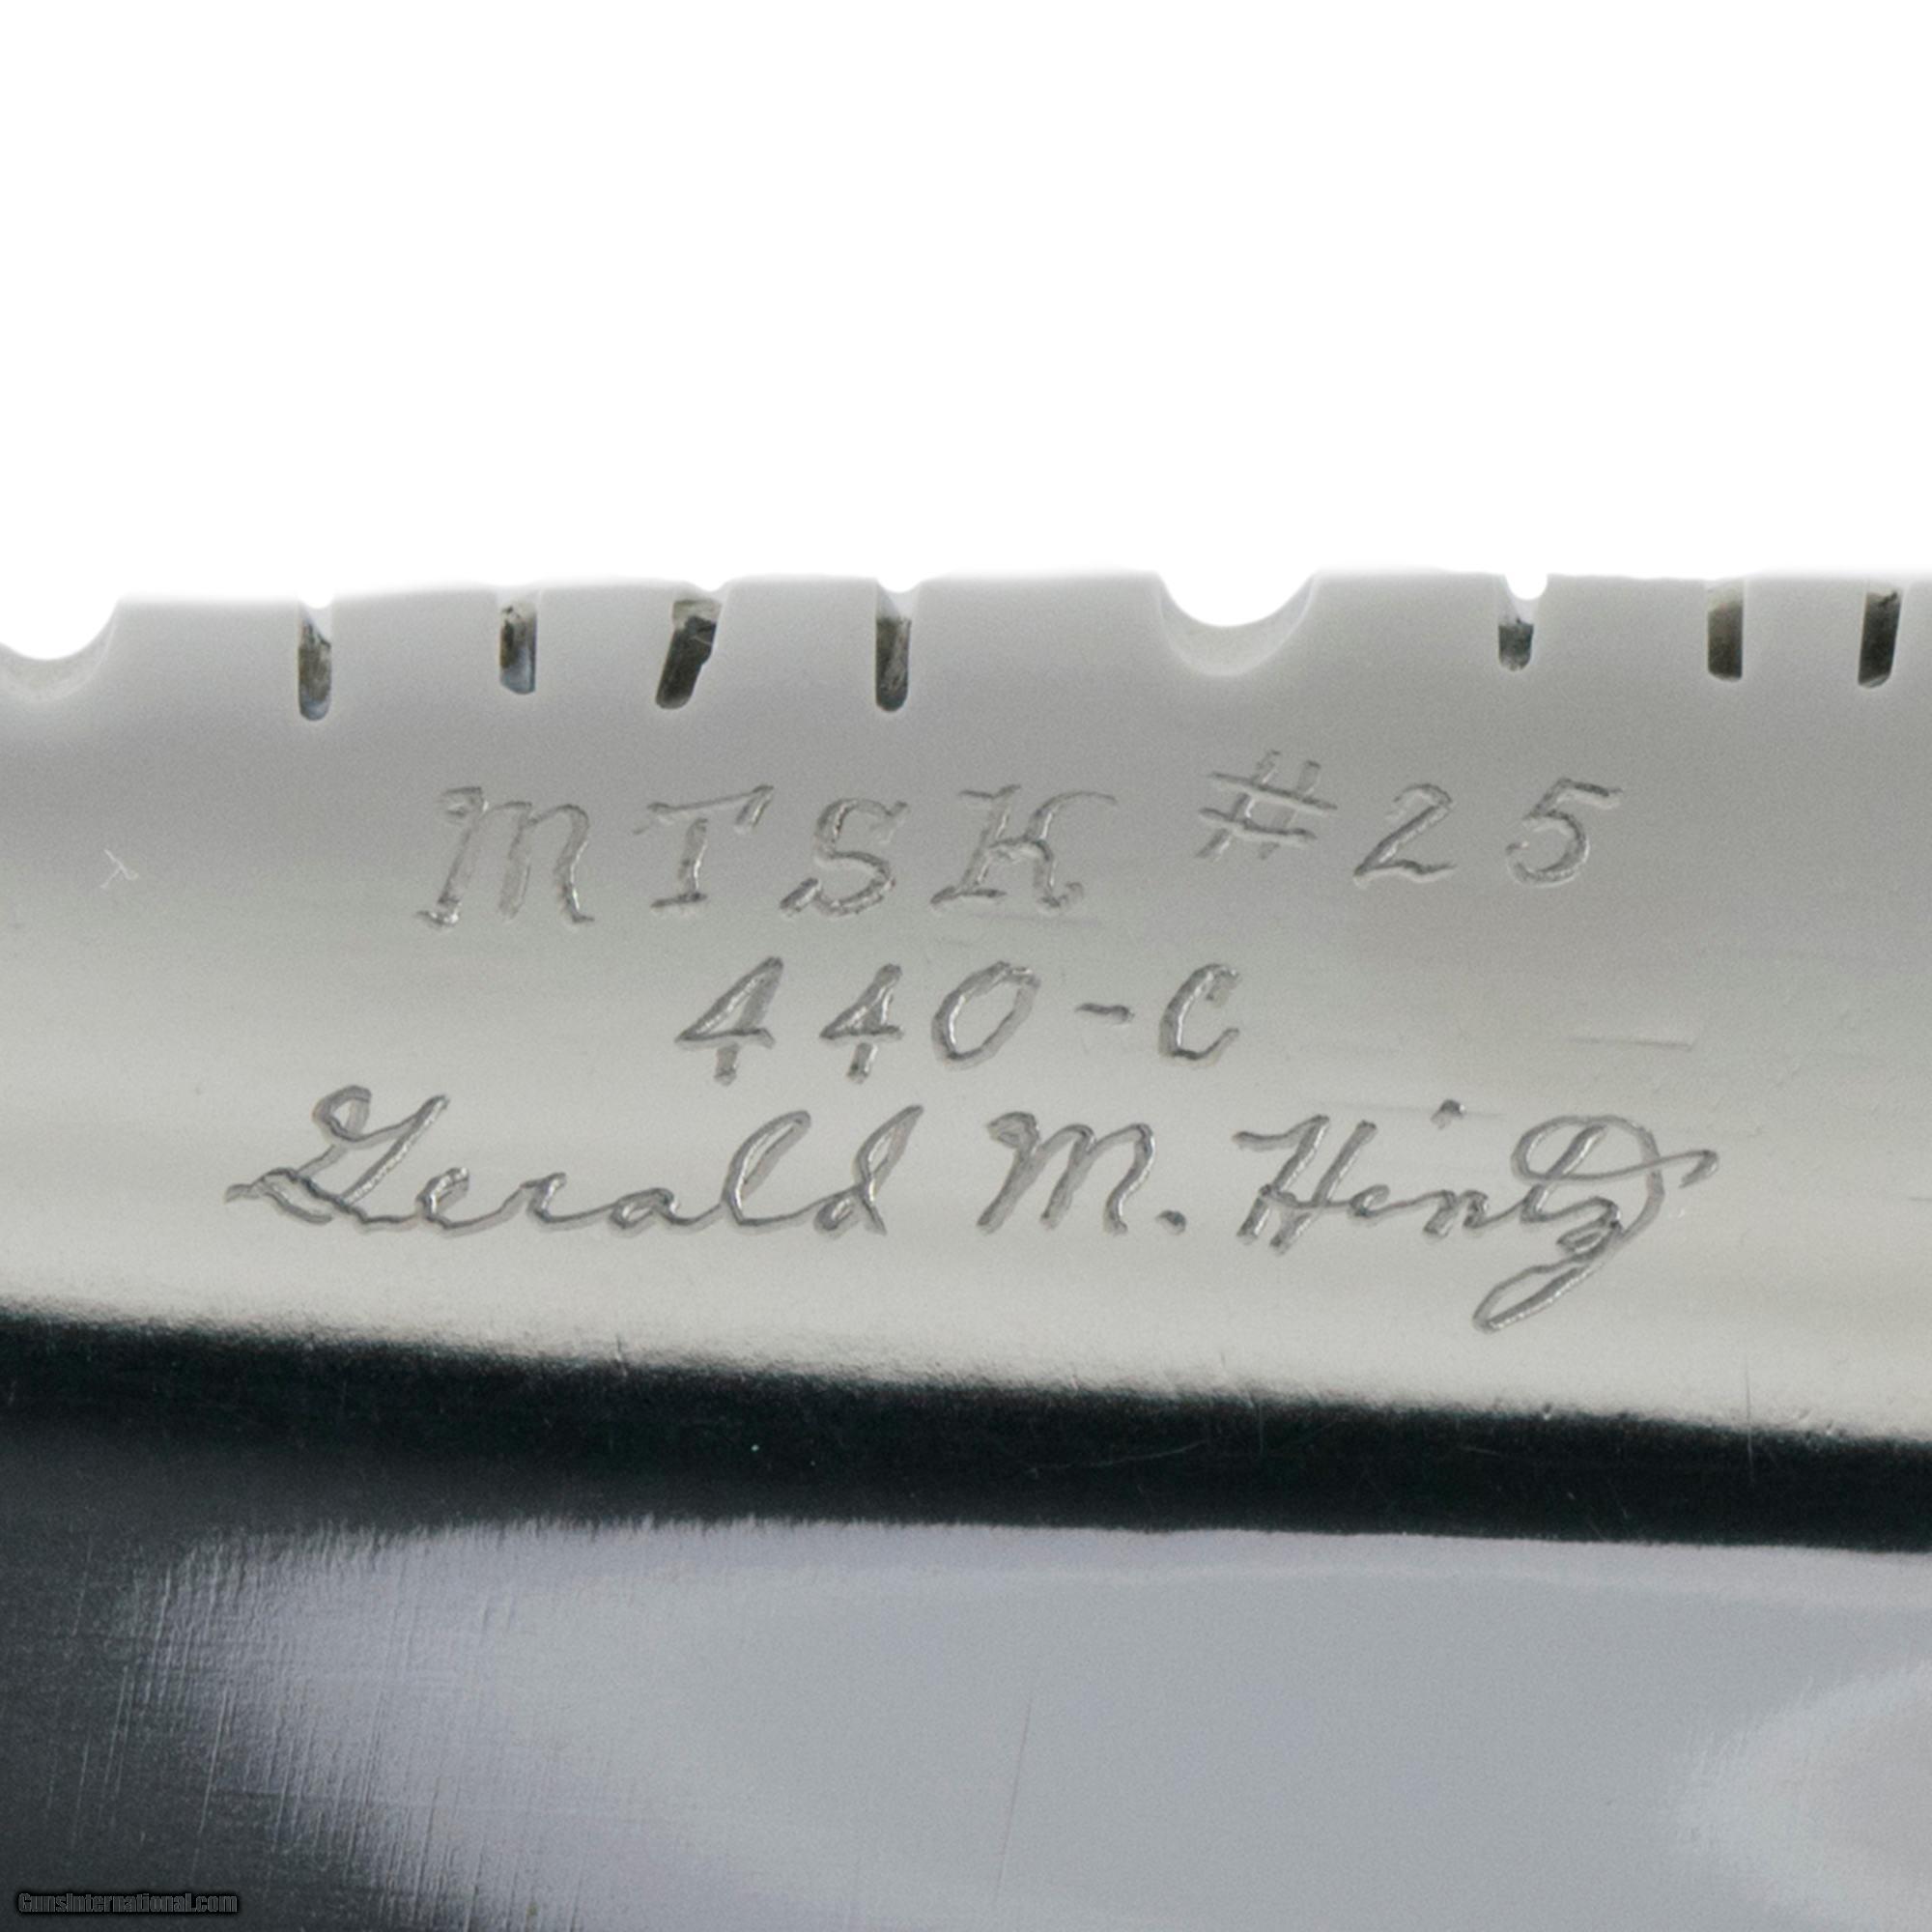 MTSK #25
440-C
Gerald M. Hintz
GunsInternational.com